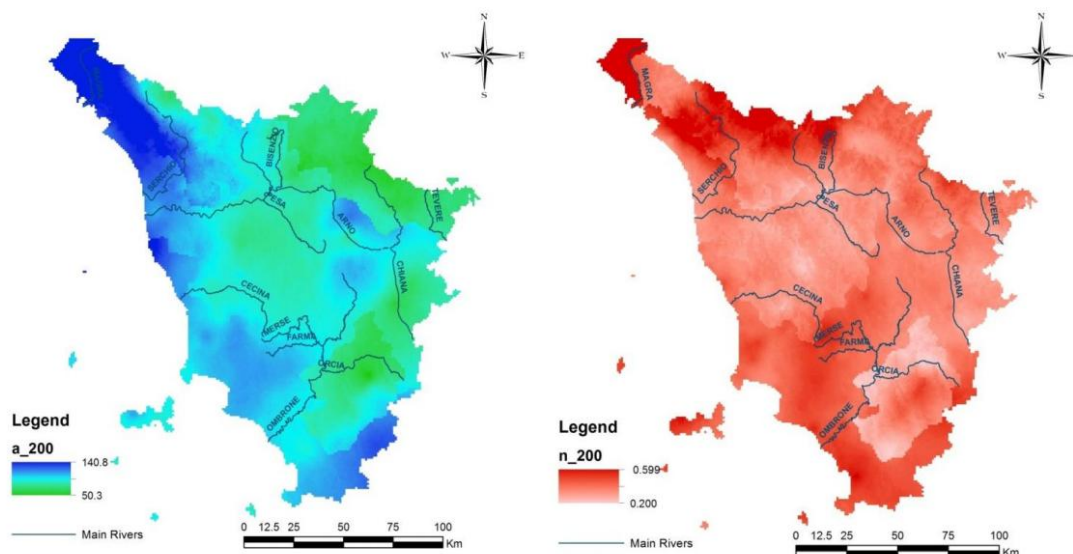 N
W E
S
MAGRA
SERCHIO
BISENZIO
PESA
ARNO
TEVERE
CHIANA
CECINA
MERSE
FARMA
ORCIA
OMBRONE
Legend
a_200
140.8
50.3
Main Rivers
0 12.5 25 50 75 100
Km
N
W
S
MAGRA
SERCHIO
BISENZIO
PESA
ARNO
TEVERE
CHIANA
CECINA
MERSE
FARMA
ORCIA
OMBRONE
Legend
n_200
0.599
0.200
Main Rivers
0 12.5 25 50 75 100
Km